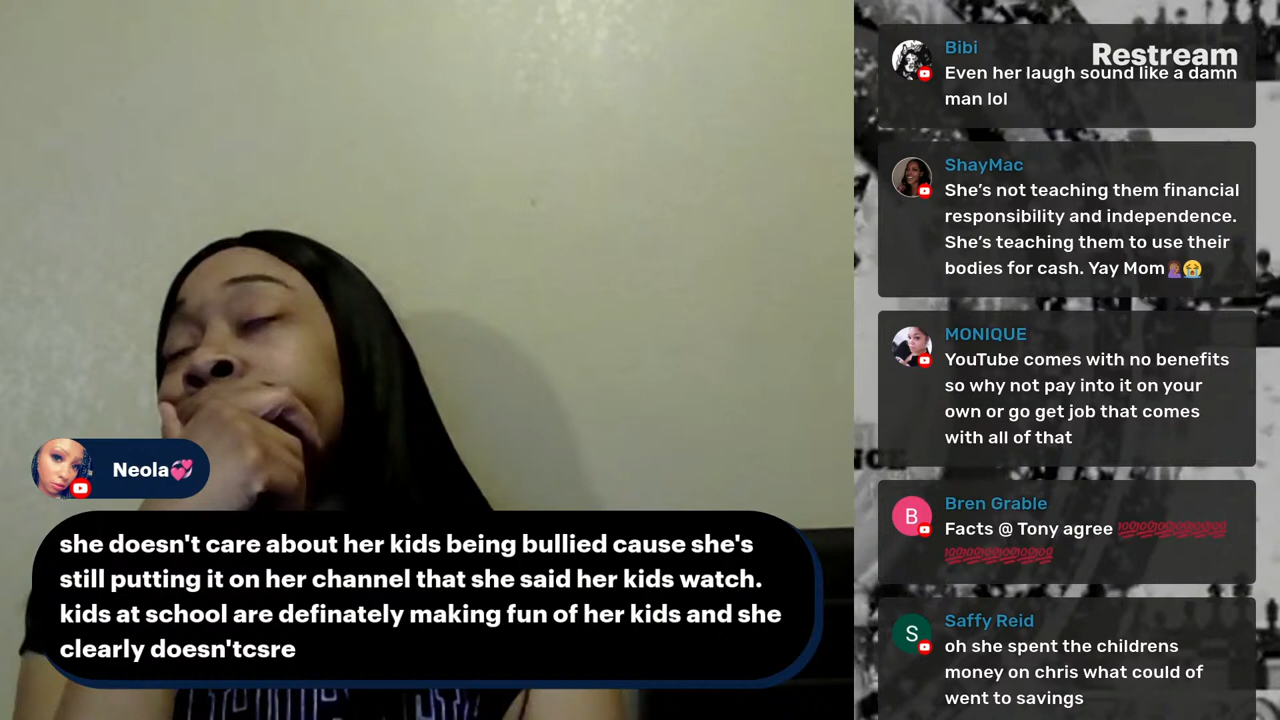 Restream
Bibi
Even her laugh sound like a damn
man lol
ShayMac
She's not teaching them financial
responsibility and independence.
She's teaching them to use their
bodies for cash. Yay Mom🤦🏾‍♀️😭
MONIQUE
YouTube comes with no benefits
so why not pay into it on your
own or go get job that comes
with all of that
B
Bren Grable
Facts @ Tony agree 💯💯💯💯💯💯
💯💯💯💯💯💯
S
Saffy Reid
oh she spent the childrens
money on chris what could of
went to savings
Neola💞
she doesn't care about her kids being bullied cause she's
still putting it on her channel that she said her kids watch.
kids at school are definately making fun of her kids and she
clearly doesn'tcsre